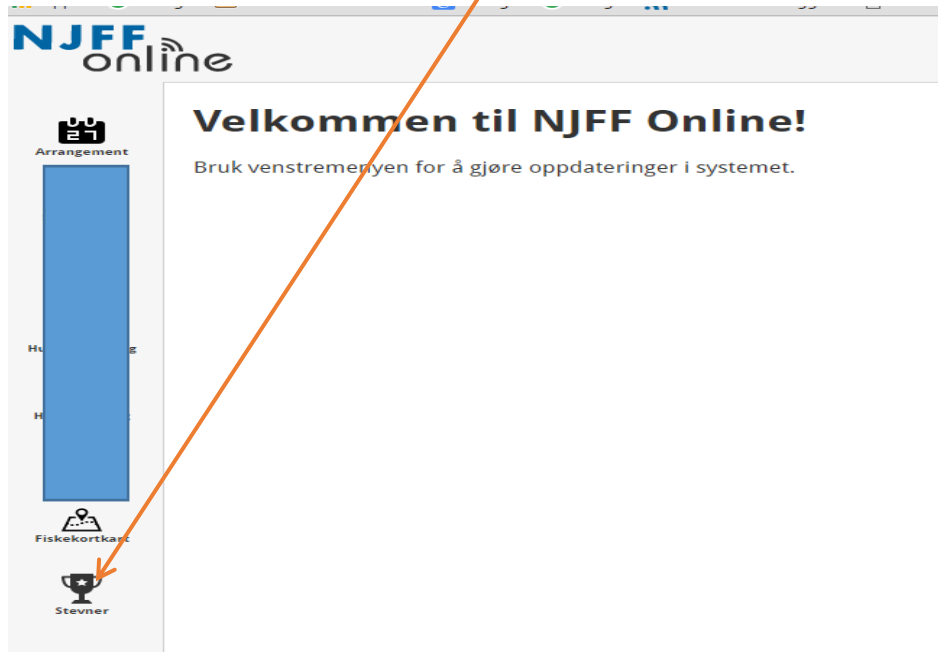 NJFF
online
Velkommen til NJFF Online!
Arrangement
Bruk venstremenyen for å gjøre oppdateringer i systemet.
Fiskekortkart
Stevner